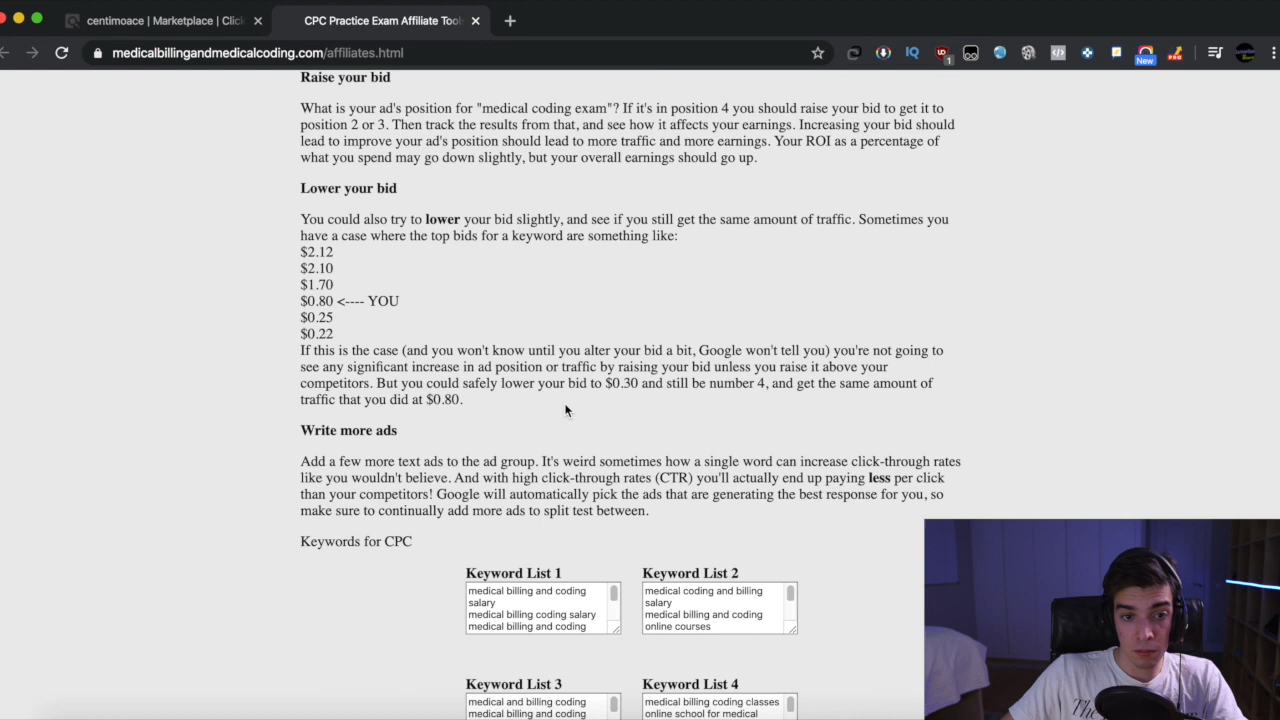 centimoace | Marketplace | Click
CPC Practice Exam Affiliate Tools
medicalbillingandmedicalcoding.com/affiliates.html
1
New
PRO
Raise your bid
What is your ad's position for "medical coding exam"? If it's in position 4 you should raise your bid to get it to
position 2 or 3. Then track the results from that, and see how it affects your earnings. Increasing your bid should
lead to improve your ad's position should lead to more traffic and more earnings. Your ROI as a percentage of
what you spend may go down slightly, but your overall earnings should go up.
Lower your bid
You could also try to lower your bid slightly, and see if you still get the same amount of traffic. Sometimes you
have a case where the top bids for a keyword are something like:
$2.12
$2.10
$1.70
$0.80 <---- YOU
$0.25
$0.22
If this is the case (and you won't know until you alter your bid a bit, Google won't tell you) you're not going to
see any significant increase in ad position or traffic by raising your bid unless you raise it above your
competitors. But you could safely lower your bid to $0.30 and still be number 4, and get the same amount of
traffic that you did at $0.80.
Write more ads
Add a few more text ads to the ad group. It's weird sometimes how a single word can increase click-through rates
like you wouldn't believe. And with high click-through rates (CTR) you'll actually end up paying less per click
than your competitors! Google will automatically pick the ads that are generating the best response for you, so
make sure to continually add more ads to split test between.
Keywords for CPC
Keyword List 1
medical billing and coding
salary
medical billing coding salary
medical billing and coding
Keyword List 2
medical coding and billing
salary
medical billing and coding
online courses
Keyword List 3
medical and billing coding
medical billing and coding
Keyword List 4
medical billing coding classes
online school for medical